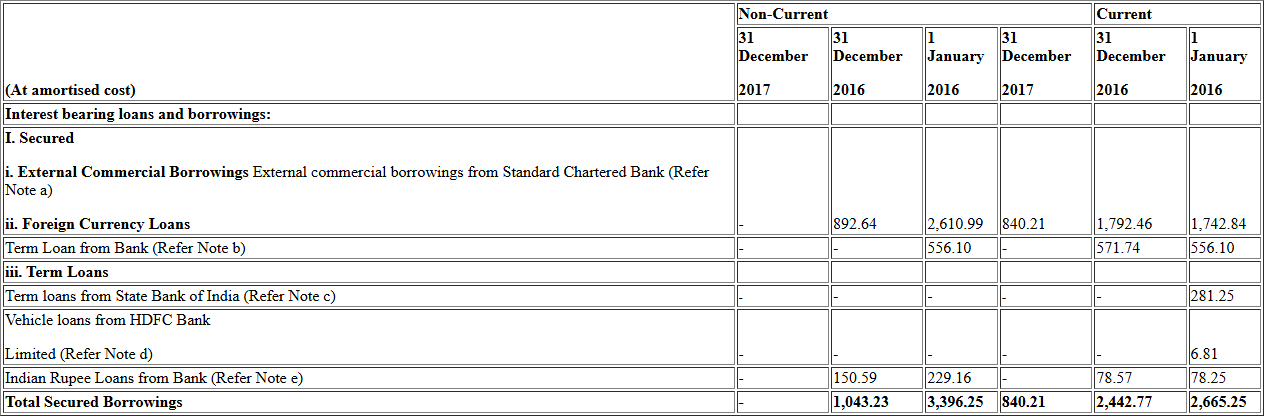 Non-Current Current
(At amortised cost) 31 December 2017 31 December 2016 1 January 2016 31 December 2017 31 December 2016 1 January 2016
Interest bearing loans and borrowings:
I. Secured
i. External Commercial Borrowings External commercial borrowings from Standard Chartered Bank (Refer
Note a)
ii. Foreign Currency Loans - 892.64 2,610.99 840.21 1,792.46 1,742.84
Term Loan from Bank (Refer Note b) - - 556.10 - 571.74 556.10
iii. Term Loans
Term loans from State Bank of India (Refer Note c) - - - - - 281.25
Vehicle loans from HDFC Bank
Limited (Refer Note d) - - - - - 6.81
Indian Rupee Loans from Bank (Refer Note e) - 150.59 229.16 - 78.57 78.25
Total Secured Borrowings - 1,043.23 3,396.25 840.21 2,442.77 2,665.25